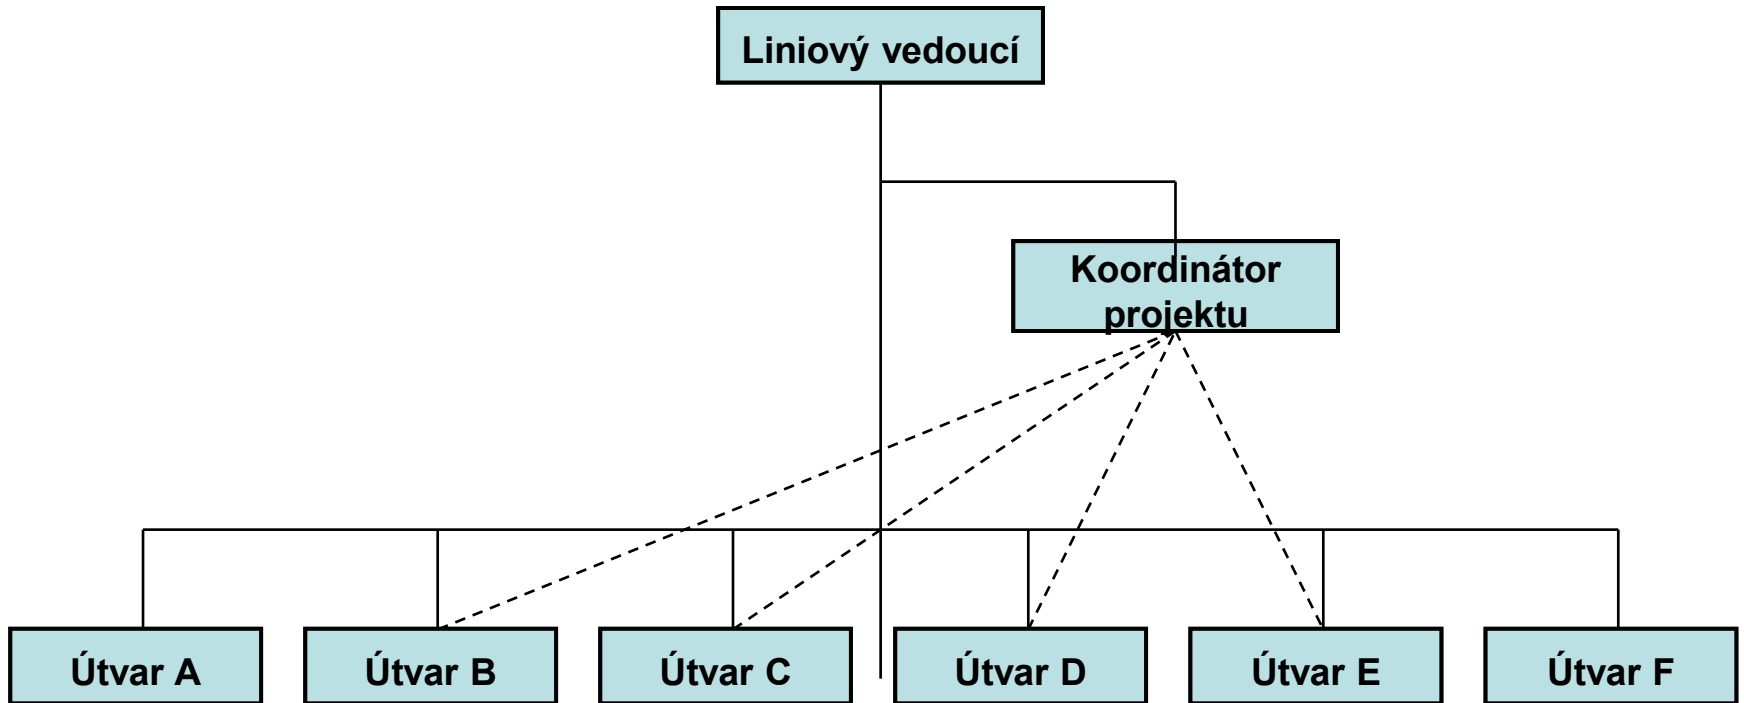 Liniový vedoucí
Koordinátor
projektu
Útvar A
Útvar B
Útvar C
Útvar D
Útvar E
Útvar F